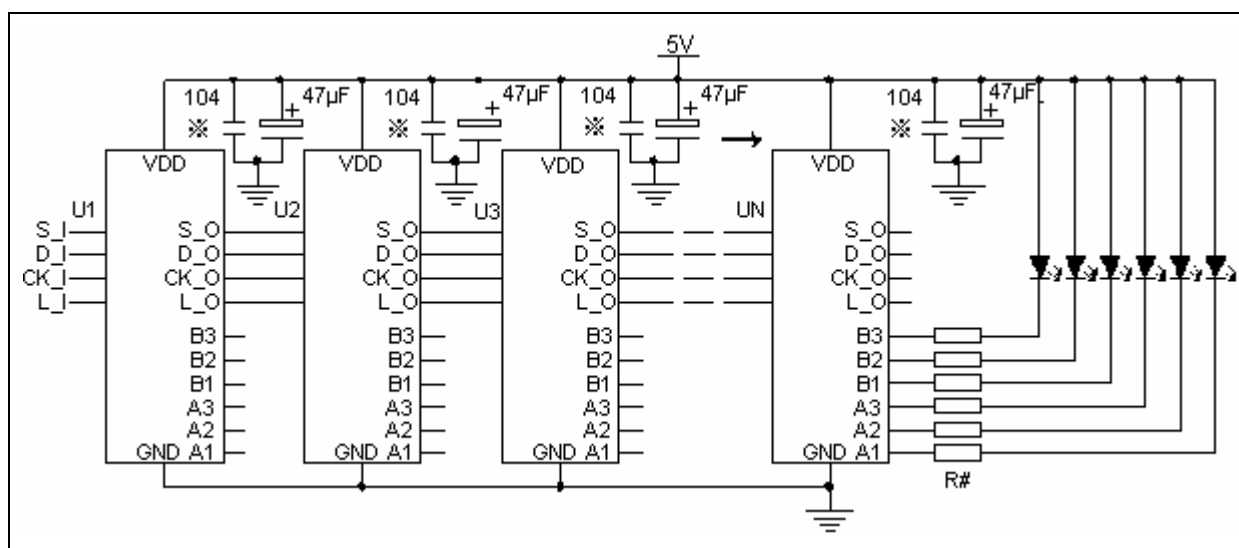 5V
104 47µF 104 47µF 104 47µF 104 47µF
※ + ※ + ※ + ※ +
VDD VDD VDD VDD
U1 U2 U3 UN
S_I S_O S_O S_O S_O
D_I D_O D_O D_O D_O
CK_I CK_O CK_O CK_O CK_O
L_I L_O L_O L_O L_O
B3 B3 B3 B3
B2 B2 B2 B2
B1 B1 B1 B1
A3 A3 A3 A3
A2 A2 A2 A2
GND A1 GND A1 GND A1 GND A1
R#